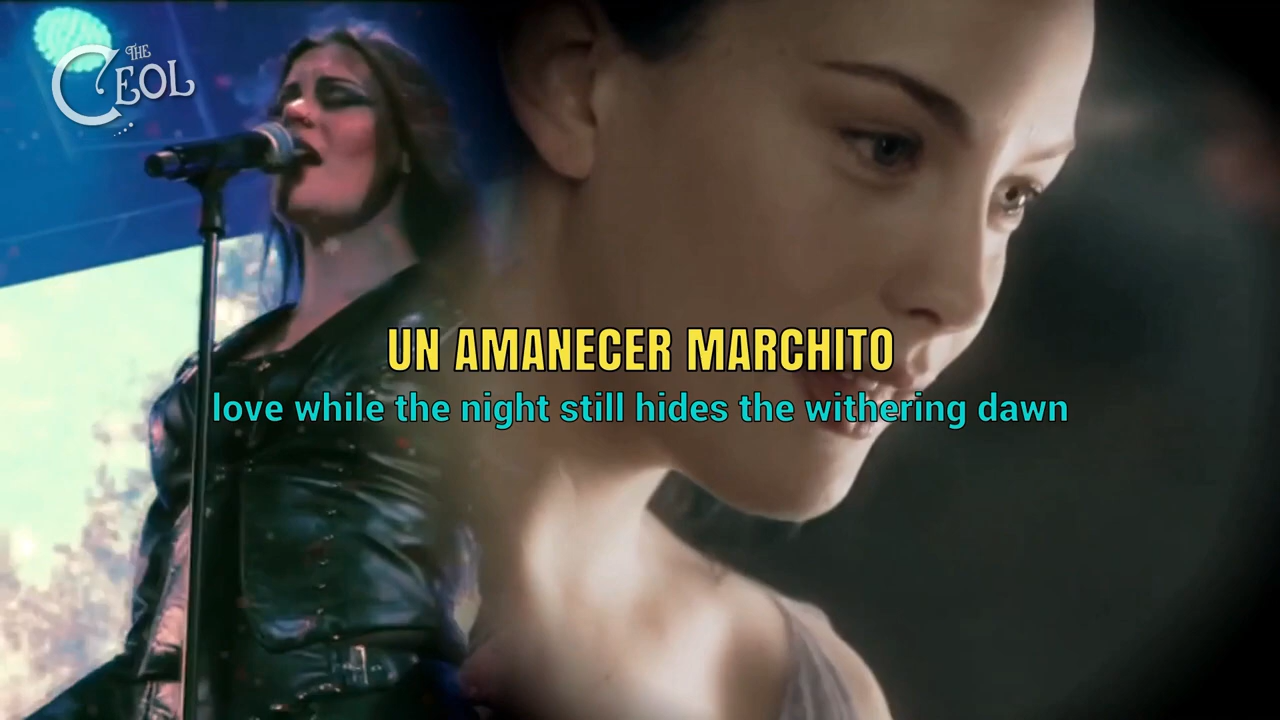 THE
CEOL
UN AMANECER MARCHITO
love while the night still hides the withering dawn